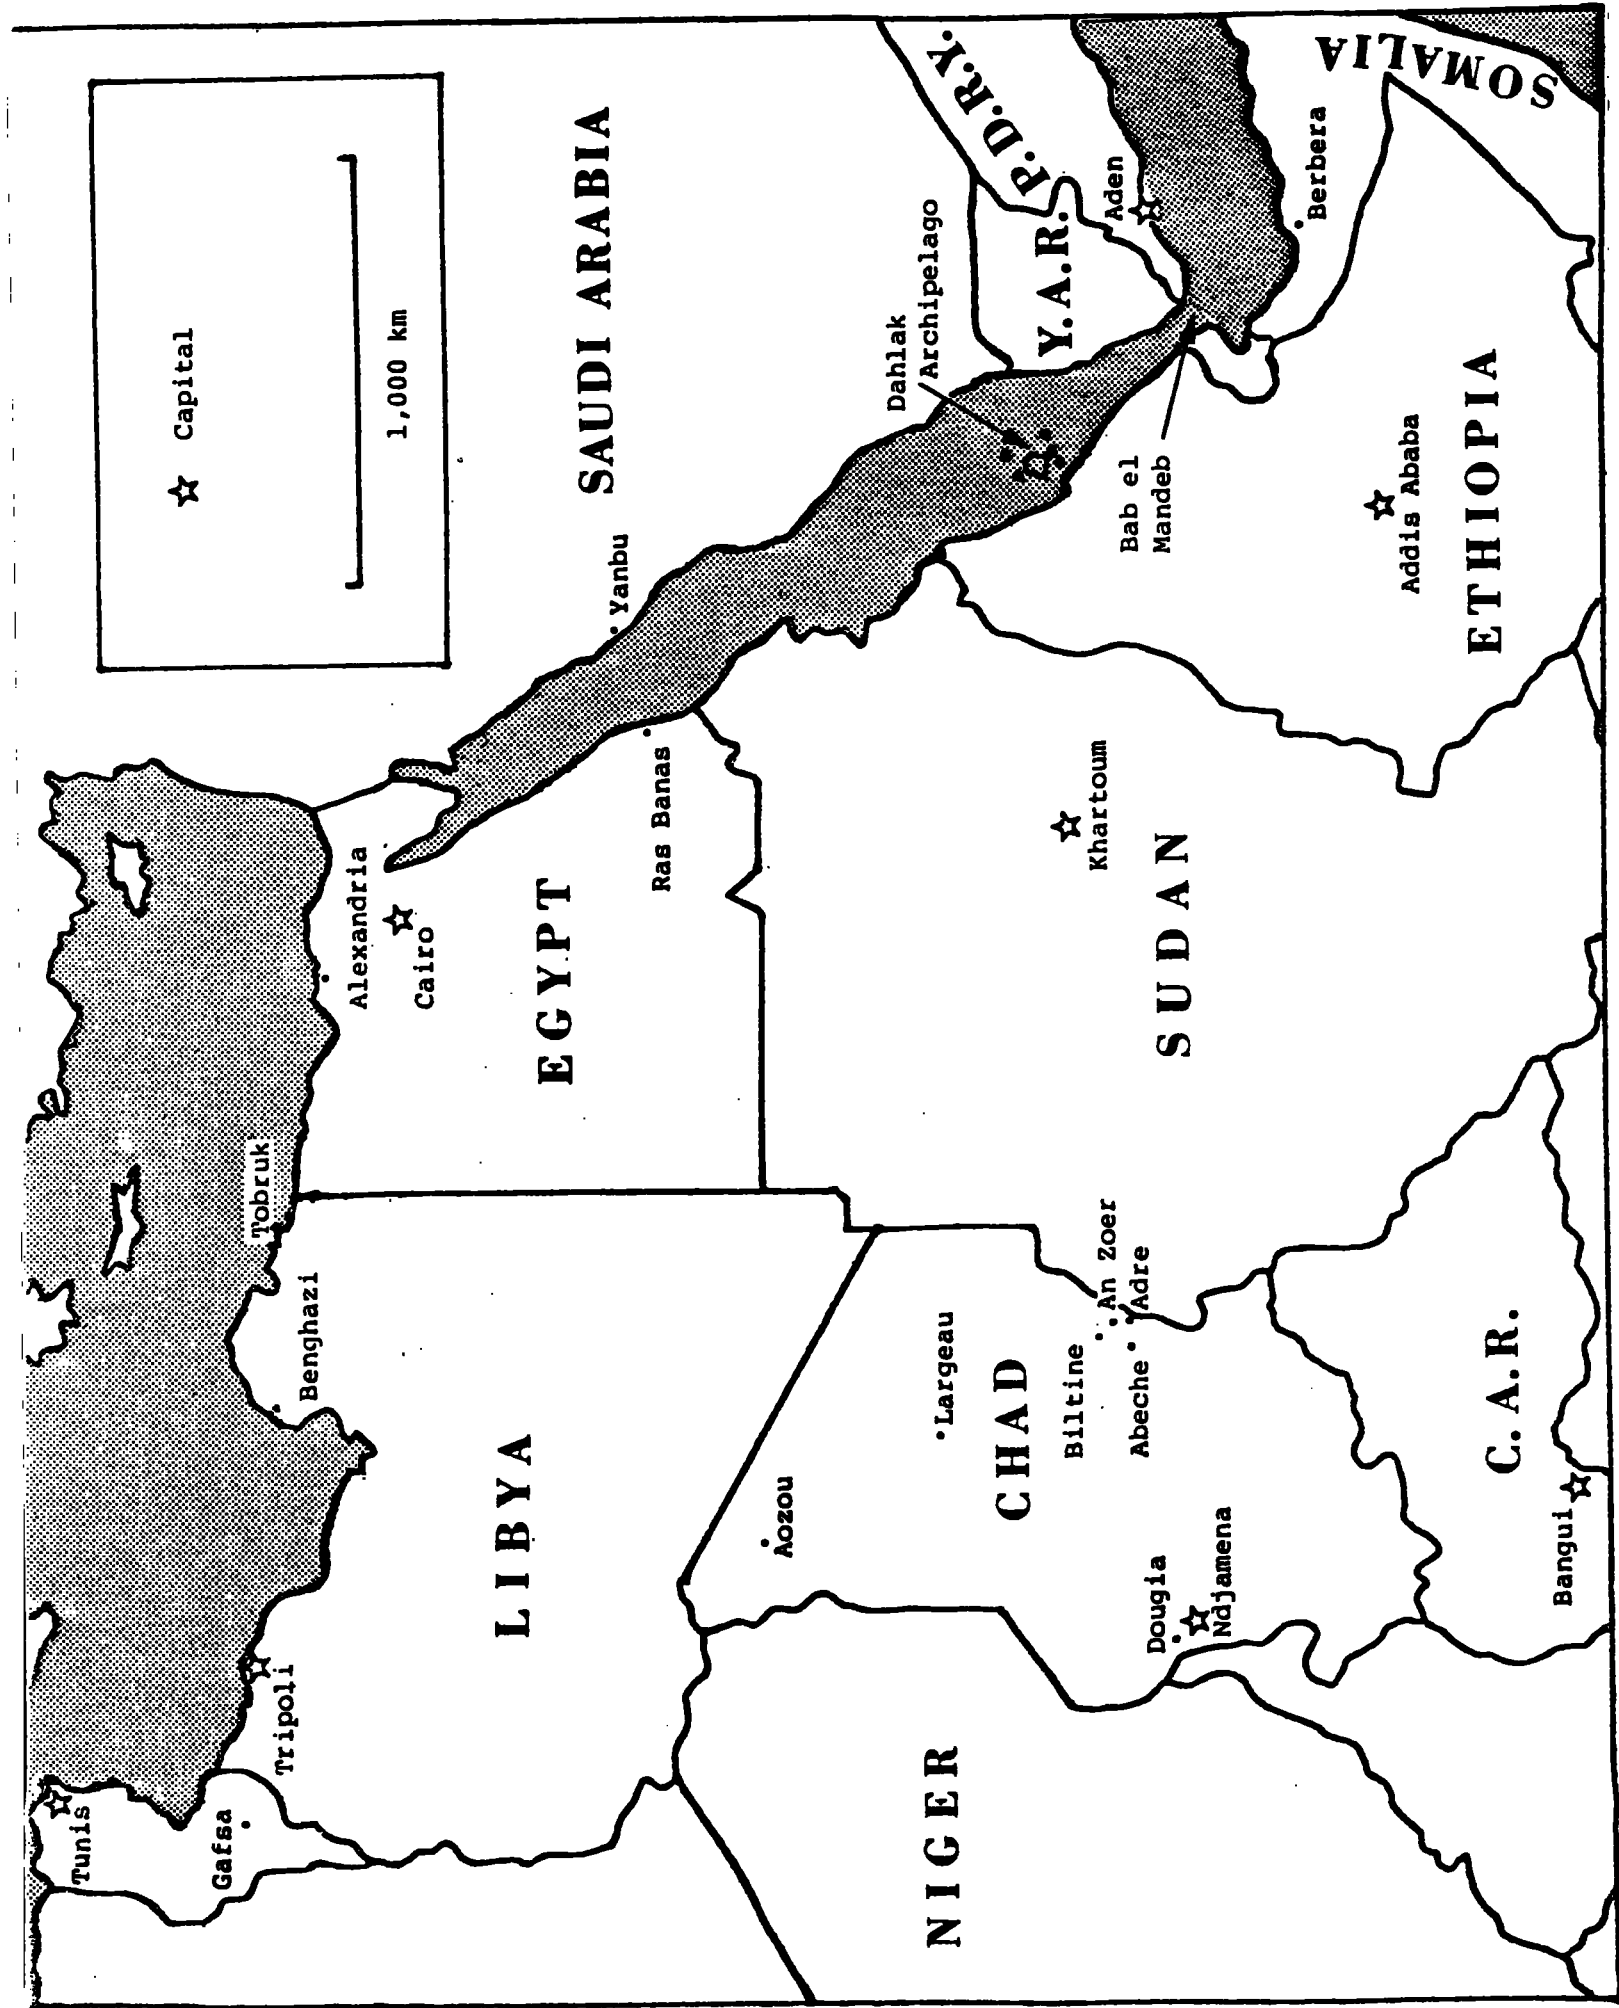 Capital
1,000 km
Tunis
Gafsa
Tripoli
Benghazi
Tobruk
Alexandria
Cairo
LIBYA
EGYPT
SAUDI ARABIA
Yanbu
Ras Banas
Aozou
NIGER
Largeau
CHAD
Biltine
An Zoer
Adre
Abeche
Dougia
Ndjamena
Khartoum
SUDAN
Dahlak
Archipelago
Y.A.R.
P.D.R.Y.
Aden
Bab el
Mandeb
Berbera
SOMALIA
Addis Ababa
ETHIOPIA
C.A.R.
Bangui